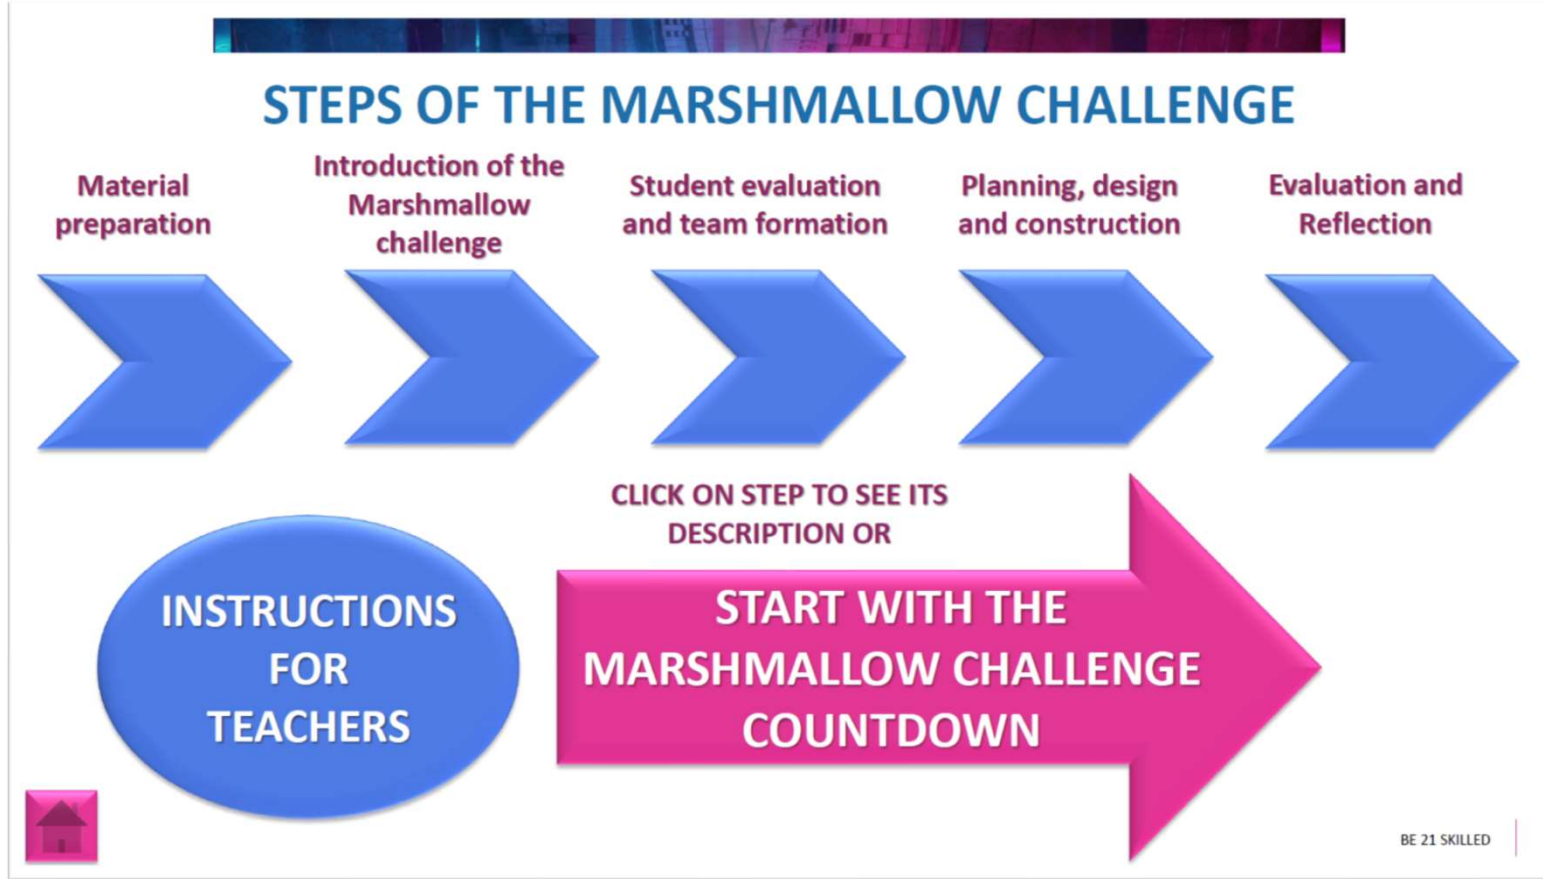 STEPS OF THE MARSHMALLOW CHALLENGE
Material
preparation
Introduction of the
Marshmallow
challenge
Student evaluation
and team formation
Planning, design
and construction
Evaluation and
Reflection
CLICK ON STEP TO SEE ITS
DESCRIPTION OR
INSTRUCTIONS
FOR
TEACHERS
START WITH THE
MARSHMALLOW CHALLENGE
COUNTDOWN
BE 21 SKILLED